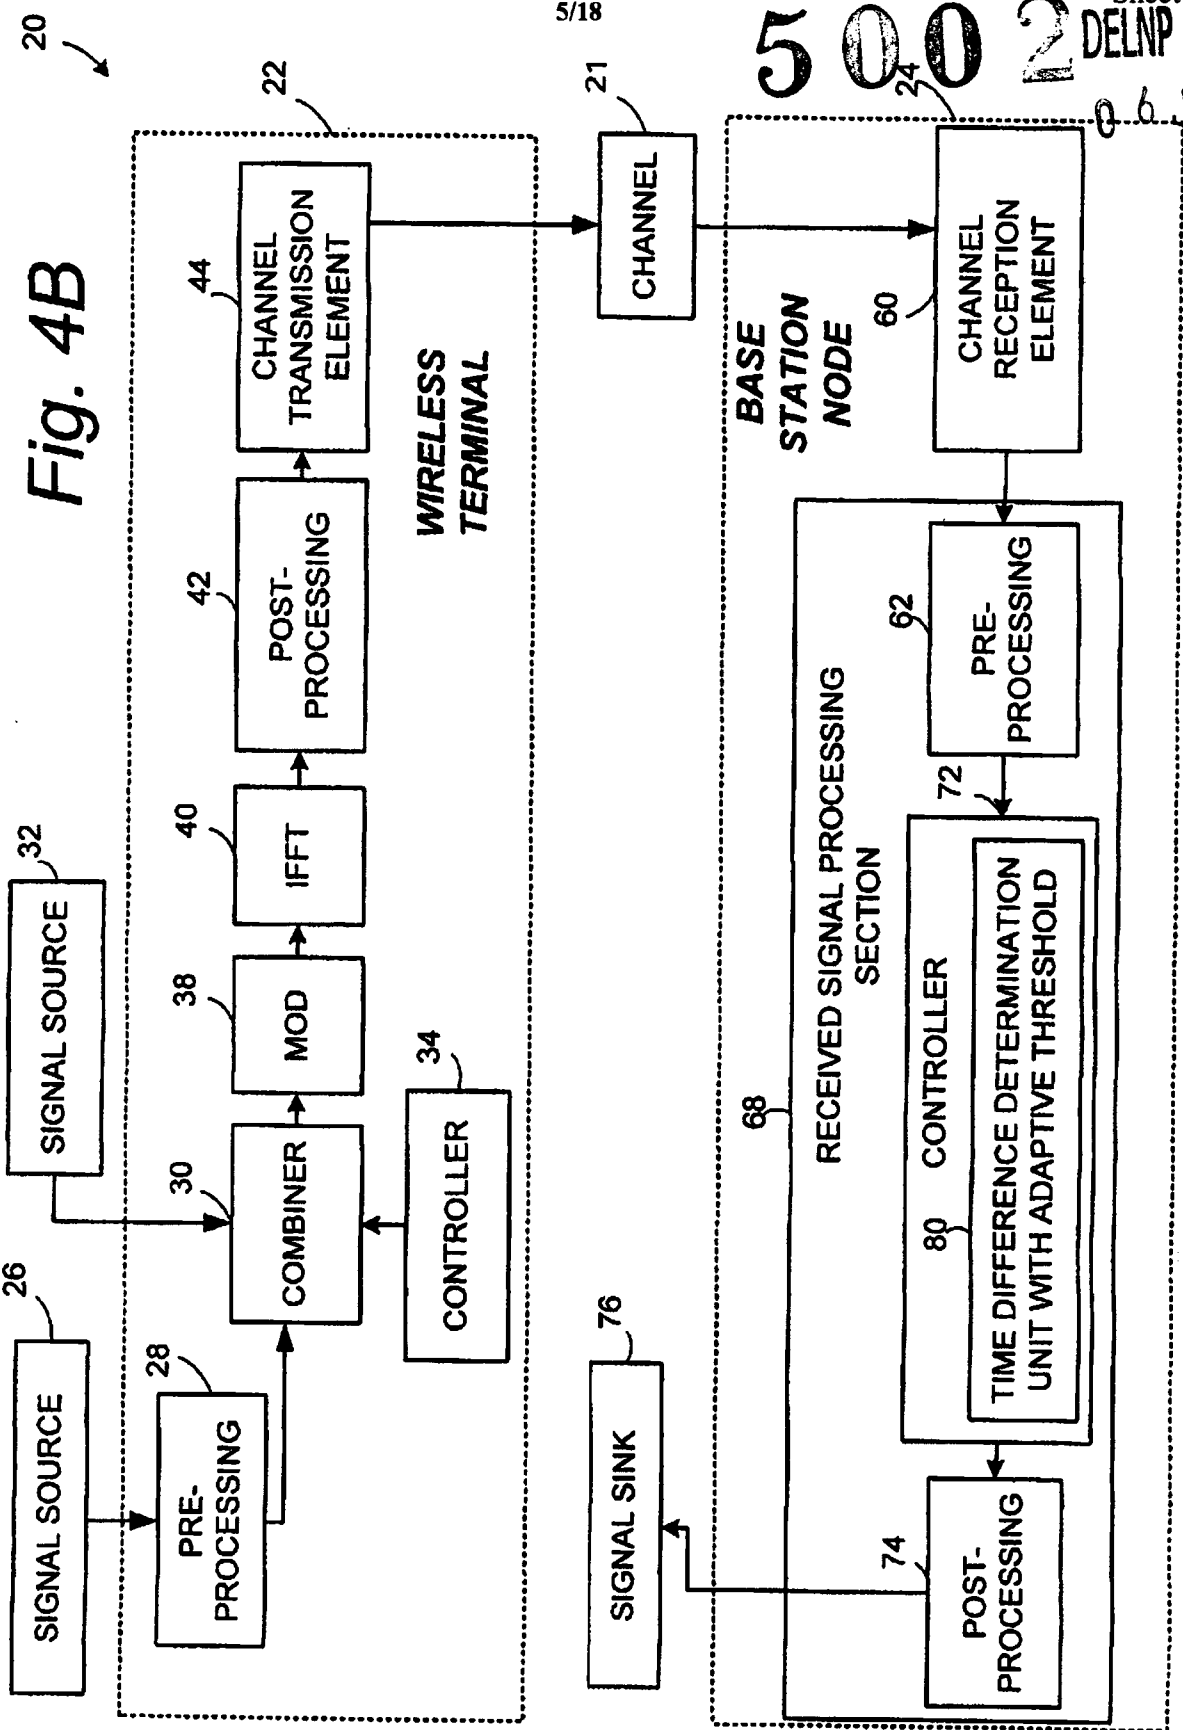 5/18
5 0 0 2 DELNP
0 6
Fig. 4B
20
22
26
SIGNAL SOURCE
32
SIGNAL SOURCE
28
PRE-
PROCESSING
30
COMBINER
34
CONTROLLER
38
MOD
40
IFFT
42
POST-
PROCESSING
44
CHANNEL
TRANSMISSION
ELEMENT
WIRELESS
TERMINAL
21
CHANNEL
24
BASE
STATION
NODE
60
CHANNEL
RECEPTION
ELEMENT
68
RECEIVED SIGNAL PROCESSING
SECTION
62
PRE-
PROCESSING
72
CONTROLLER
80
TIME DIFFERENCE DETERMINATION
UNIT WITH ADAPTIVE THRESHOLD
74
POST-
PROCESSING
76
SIGNAL SINK